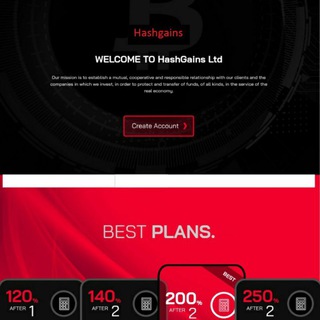 Hashgains
WELCOME TO HashGains Ltd
Our mission is to establish a mutual, cooperative and responsible relationship with our clients and the
companies in which we invest, in order to protect and transfer of funds, of all kinds, in the service of the
real economy.
Create Account
BEST PLANS.
BEST
120% 140% 200% 250%
AFTER 1 AFTER 2 AFTER 2 AFTER 2